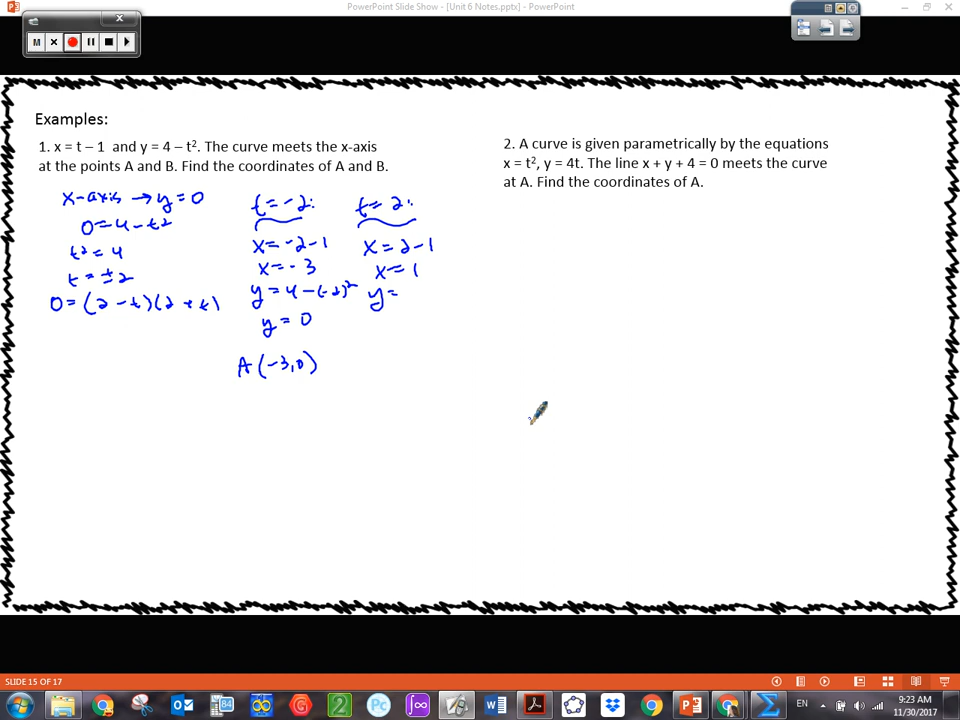 PowerPoint Slide Show - [Unit 6 Notes.pptx] - PowerPoint
M
Examples:
1. x = t – 1 and y = 4 – t². The curve meets the x-axis
at the points A and B. Find the coordinates of A and B.
x-axis → y = 0
0 = 4 - t²
t² = 4
t = ± 2
0 = (2 - t)(2 + t)
t = -2:
x = -2 - 1
x = -3
y = 4 - (-2)²
y = 0
A (-3,0)
t = 2:
x = 2 - 1
x = 1
y =
2. A curve is given parametrically by the equations
x = t², y = 4t. The line x + y + 4 = 0 meets the curve
at A. Find the coordinates of A.
SLIDE 15 OF 17
EN
9:23 AM
11/30/2017